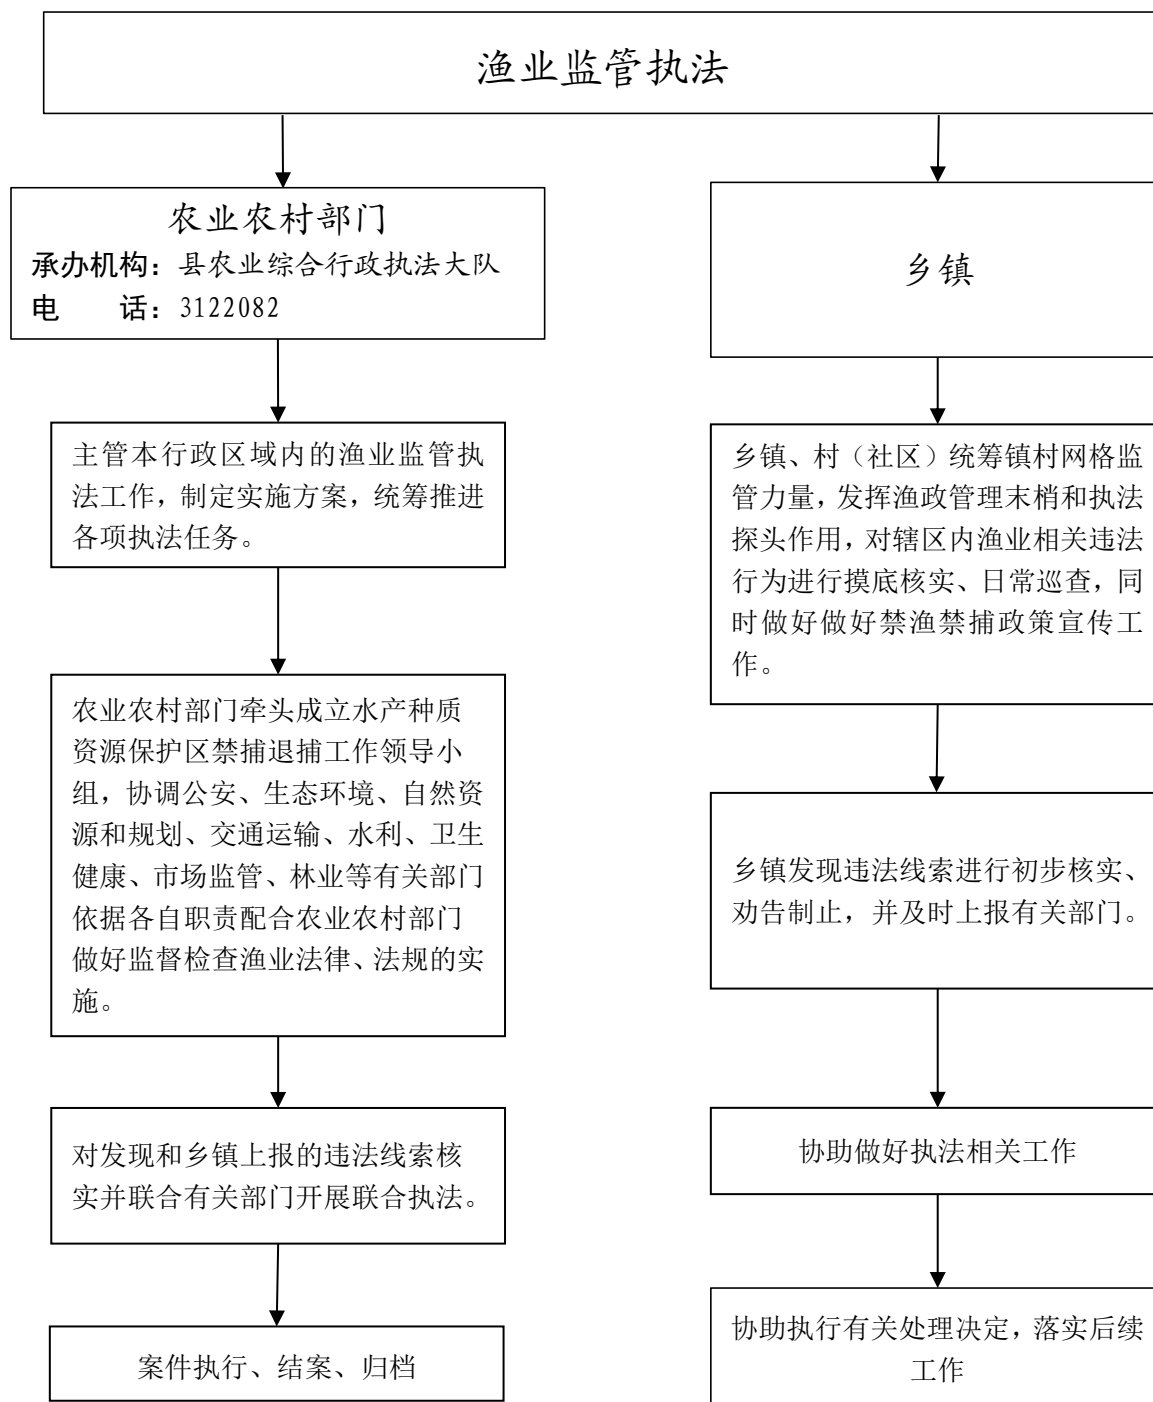 渔业监管执法
农业农村部门
承办机构：县农业综合行政执法大队
电　　话：3122082
主管本行政区域内的渔业监管执
法工作，制定实施方案，统筹推进
各项执法任务。
农业农村部门牵头成立水产种质
资源保护区禁捕退捕工作领导小
组，协调公安、生态环境、自然资
源和规划、交通运输、水利、卫生
健康、市场监管、林业等有关部门
依据各自职责配合农业农村部门
做好监督检查渔业法律、法规的实
施。
对发现和乡镇上报的违法线索核
实并联合有关部门开展联合执法。
案件执行、结案、归档
乡镇
乡镇、村（社区）统筹镇村网格监
管力量，发挥渔政管理末梢和执法
探头作用，对辖区内渔业相关违法
行为进行摸底核实、日常巡查，同
时做好做好禁渔禁捕政策宣传工
作。
乡镇发现违法线索进行初步核实、
劝告制止，并及时上报有关部门。
协助做好执法相关工作
协助执行有关处理决定，落实后续
工作